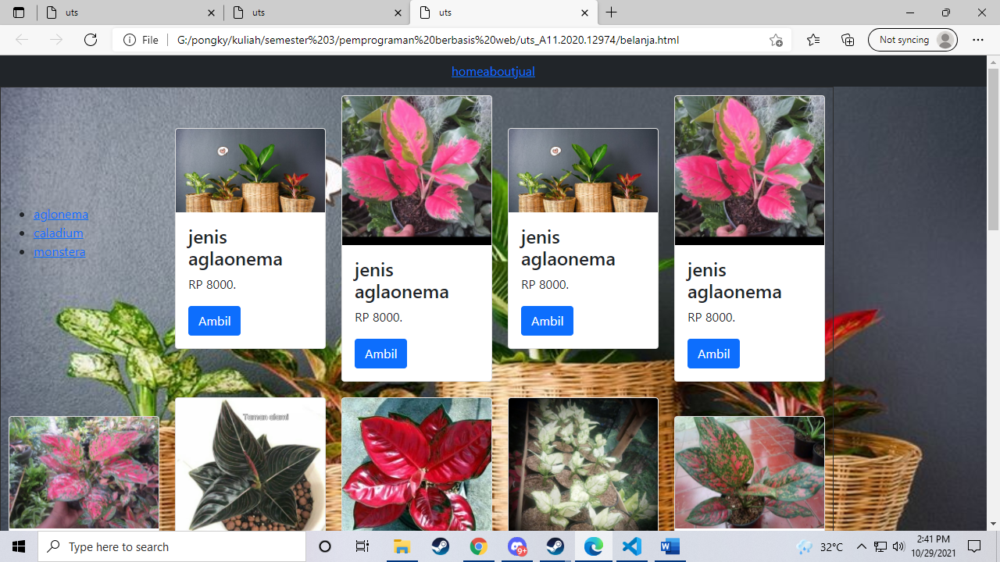 uts
uts
uts
File
G:/pongky/kuliah/semester%203/pemprograman%20berbasis%20web/uts_A11.2020.12974/belanja.html
Not syncing
homeaboutjual
aglonema
caladium
monstera
jenis
aglaonema
RP 8000.
Ambil
jenis
aglaonema
RP 8000.
Ambil
jenis
aglaonema
RP 8000.
Ambil
jenis
aglaonema
RP 8000.
Ambil
Taman alami
Type here to search
9+
32°C
2:41 PM
10/29/2021